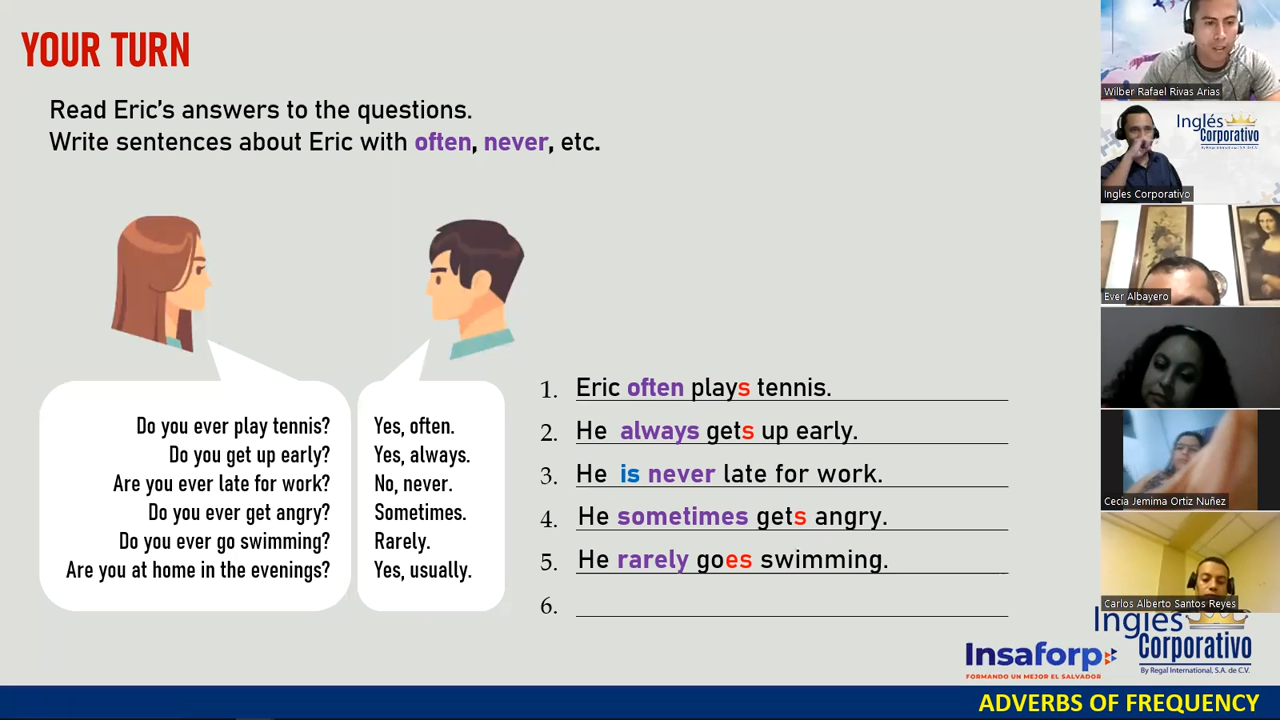 YOUR TURN
Read Eric's answers to the questions.
Write sentences about Eric with often, never, etc.
Do you ever play tennis?
Do you get up early?
Are you ever late for work?
Do you ever get angry?
Do you ever go swimming?
Are you at home in the evenings?
Yes, often.
Yes, always.
No, never.
Sometimes.
Rarely.
Yes, usually.
1. Eric often plays tennis.
2. He always gets up early.
3. He is never late for work.
4. He sometimes gets angry.
5. He rarely goes swimming.
6.
Insaforp
FORMANDO UN MEJOR EL SALVADOR
Inglés
Corporativo
By Regal International, S.A. de C.V.
ADVERBS OF FREQUENCY
Wilber Rafael Rivas Arias
Inglés
Corporativo
By Regal International, S.A. de C.V.
Ingles Corporativo
Ever Albayero
Cecia Jemima Ortiz Nuñez
Carlos Alberto Santos Reyes